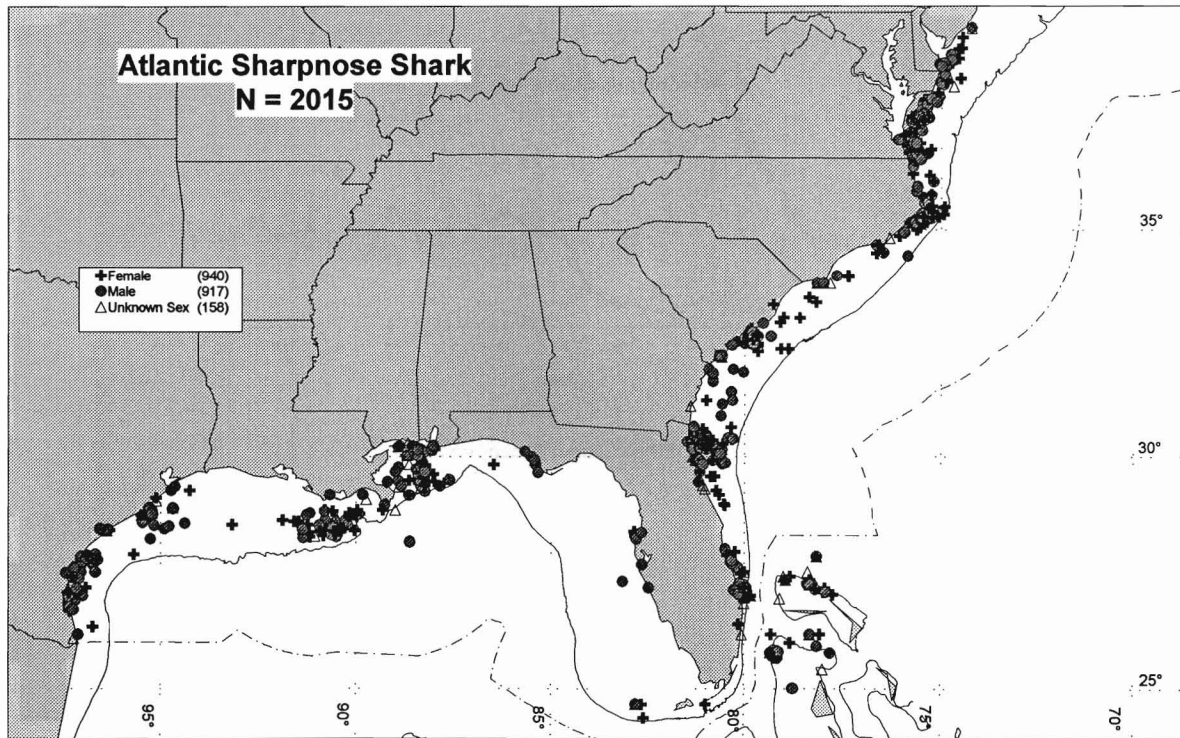 Atlantic Sharpnose Shark
N = 2015
Female (940)
Male (917)
Unknown Sex (158)
35°
30°
25°
95°
90°
85°
80°
75°
70°